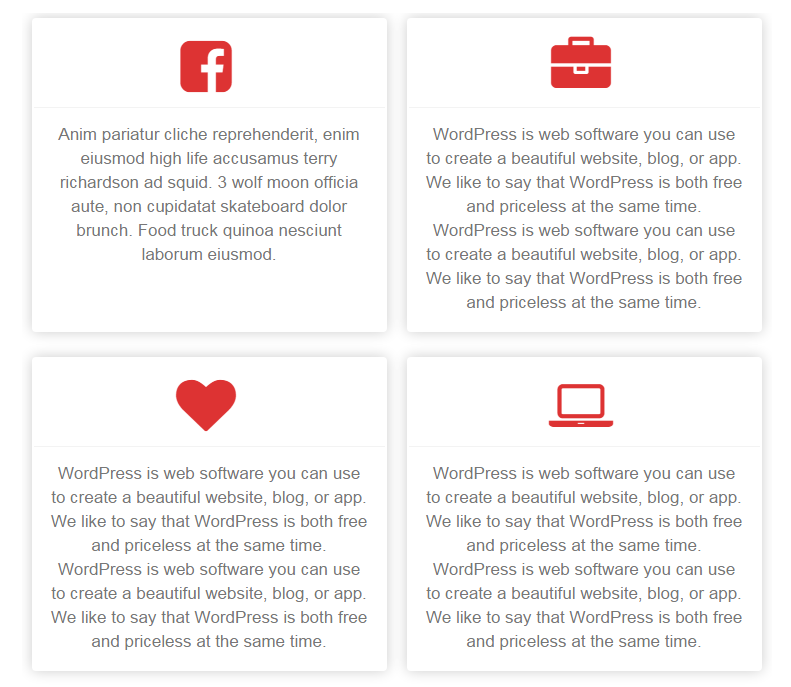 Anim pariatur cliche reprehenderit, enim
eiusmod high life accusamus terry
richardson ad squid. 3 wolf moon officia
aute, non cupidatat skateboard dolor
brunch. Food truck quinoa nesciunt
laborum eiusmod.
WordPress is web software you can use
to create a beautiful website, blog, or app.
We like to say that WordPress is both free
and priceless at the same time.
WordPress is web software you can use
to create a beautiful website, blog, or app.
We like to say that WordPress is both free
and priceless at the same time.
WordPress is web software you can use
to create a beautiful website, blog, or app.
We like to say that WordPress is both free
and priceless at the same time.
WordPress is web software you can use
to create a beautiful website, blog, or app.
We like to say that WordPress is both free
and priceless at the same time.
WordPress is web software you can use
to create a beautiful website, blog, or app.
We like to say that WordPress is both free
and priceless at the same time.
WordPress is web software you can use
to create a beautiful website, blog, or app.
We like to say that WordPress is both free
and priceless at the same time.